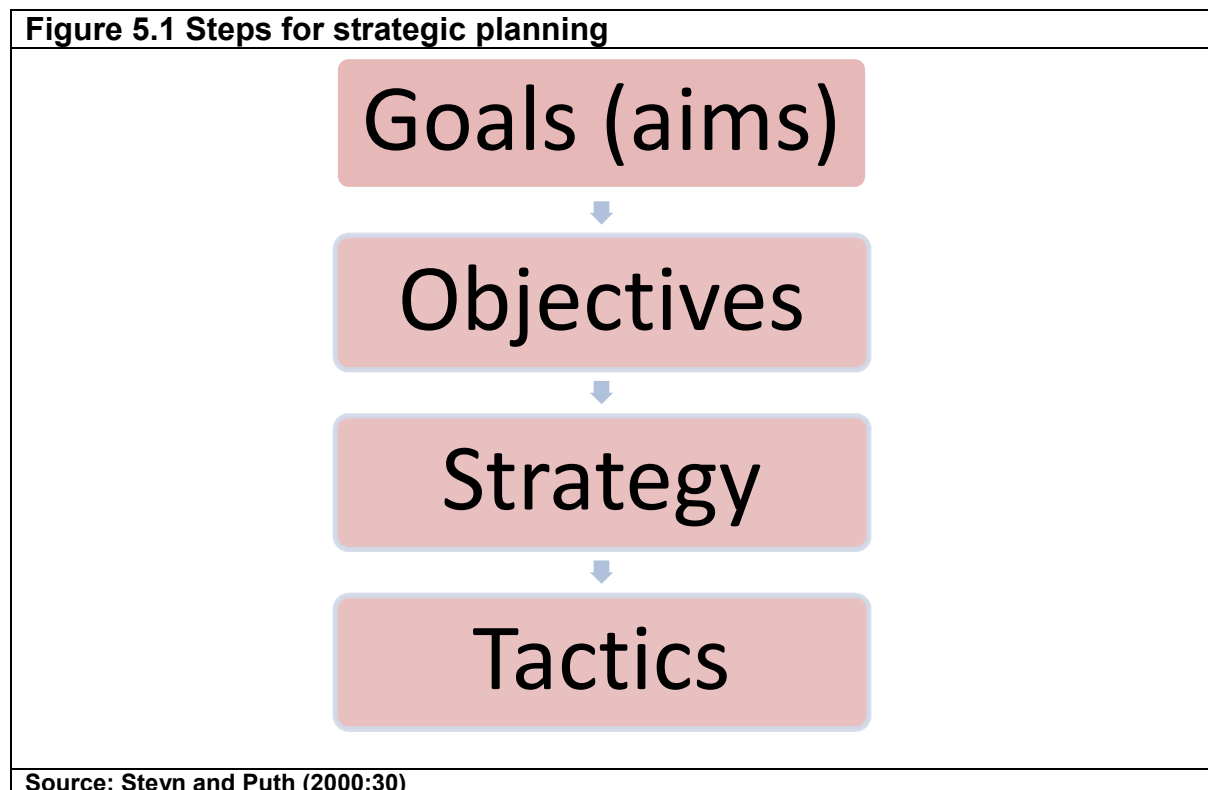 Figure 5.1 Steps for strategic planning
Goals (aims)
Objectives
Strategy
Tactics
Source: Steyn and Puth (2000:30)